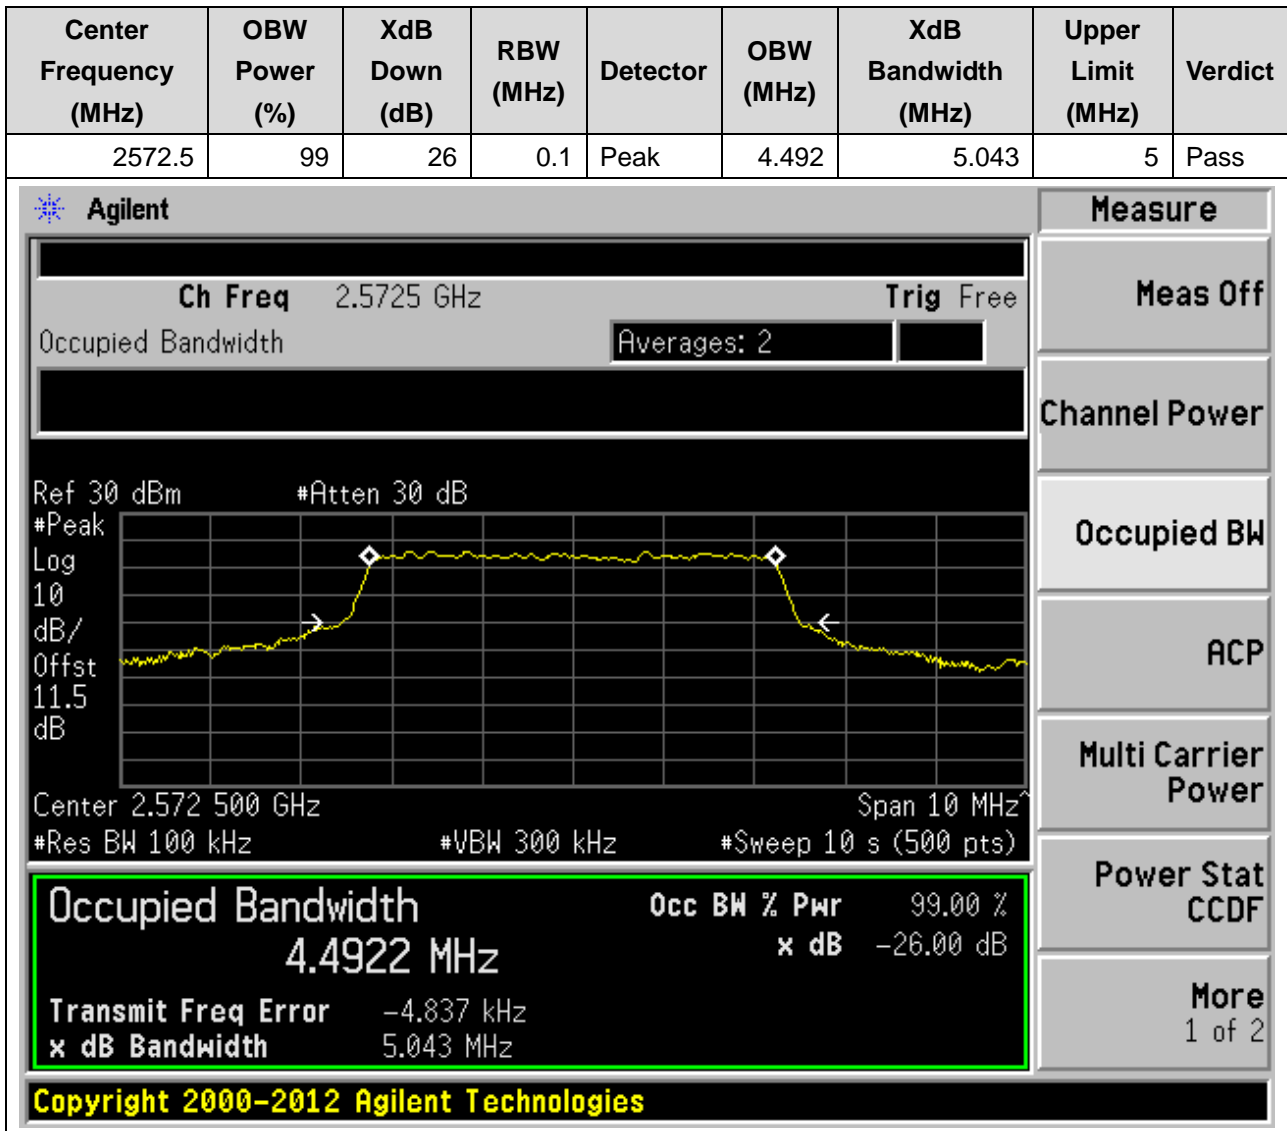 Center Frequency (MHz) OBW Power (%) XdB Down (dB) RBW (MHz) Detector OBW (MHz) XdB Bandwidth (MHz) Upper Limit (MHz) Verdict
2572.5 99 26 0.1 Peak 4.492 5.043 5 Pass
Agilent
Measure
Ch Freq 2.5725 GHz Trig Free
Meas Off
Occupied Bandwidth Averages: 2
Channel Power
Ref 30 dBm #Atten 30 dB
#Peak
Log
10
dB/
Offst
11.5
dB
Occupied BW
ACP
Multi Carrier
Power
Center 2.572 500 GHz Span 10 MHz^
#Res BW 100 kHz #VBW 300 kHz #Sweep 10 s (500 pts)
Power Stat
CCDF
Occupied Bandwidth Occ BW % Pwr 99.00 %
4.4922 MHz x dB -26.00 dB
Transmit Freq Error -4.837 kHz
x dB Bandwidth 5.043 MHz
More
1 of 2
Copyright 2000-2012 Agilent Technologies